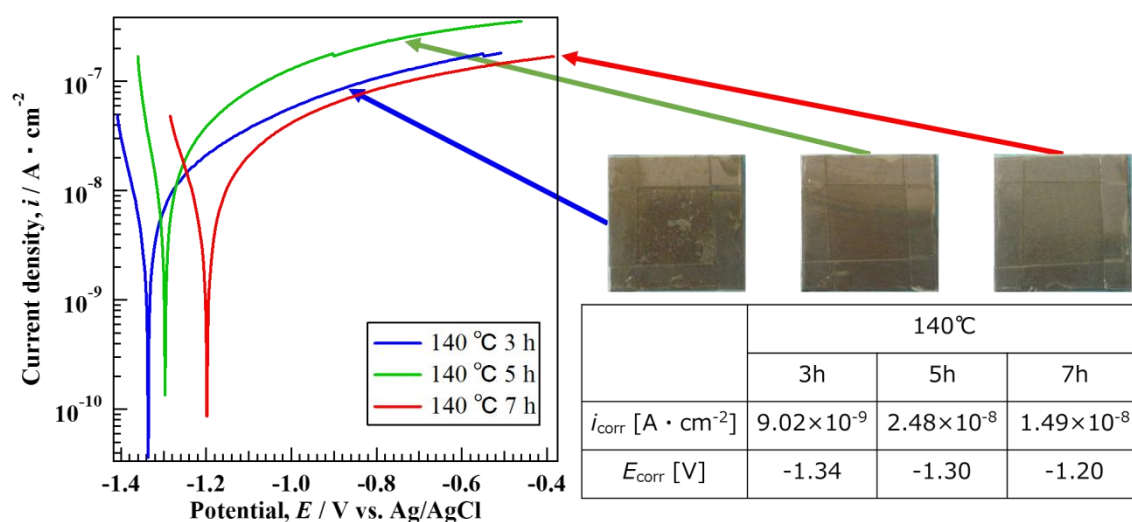 Current density, i / A・cm-2
10-7
10-8
10-9
10-10
140 ℃ 3 h
140 ℃ 5 h
140 ℃ 7 h
-1.4 -1.2 -1.0 -0.8 -0.6 -0.4
Potential, E / V vs. Ag/AgCl
140℃
3h 5h 7h
icorr [A・cm-2] 9.02×10-9 2.48×10-8 1.49×10-8
Ecorr [V] -1.34 -1.30 -1.20